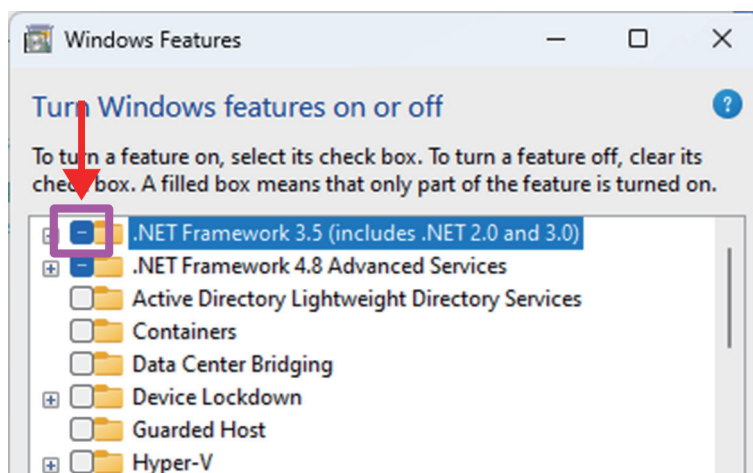 Windows Features
Turn Windows features on or off
To turn a feature on, select its check box. To turn a feature off, clear its
check box. A filled box means that only part of the feature is turned on.
.NET Framework 3.5 (includes .NET 2.0 and 3.0)
.NET Framework 4.8 Advanced Services
Active Directory Lightweight Directory Services
Containers
Data Center Bridging
Device Lockdown
Guarded Host
Hyper-V